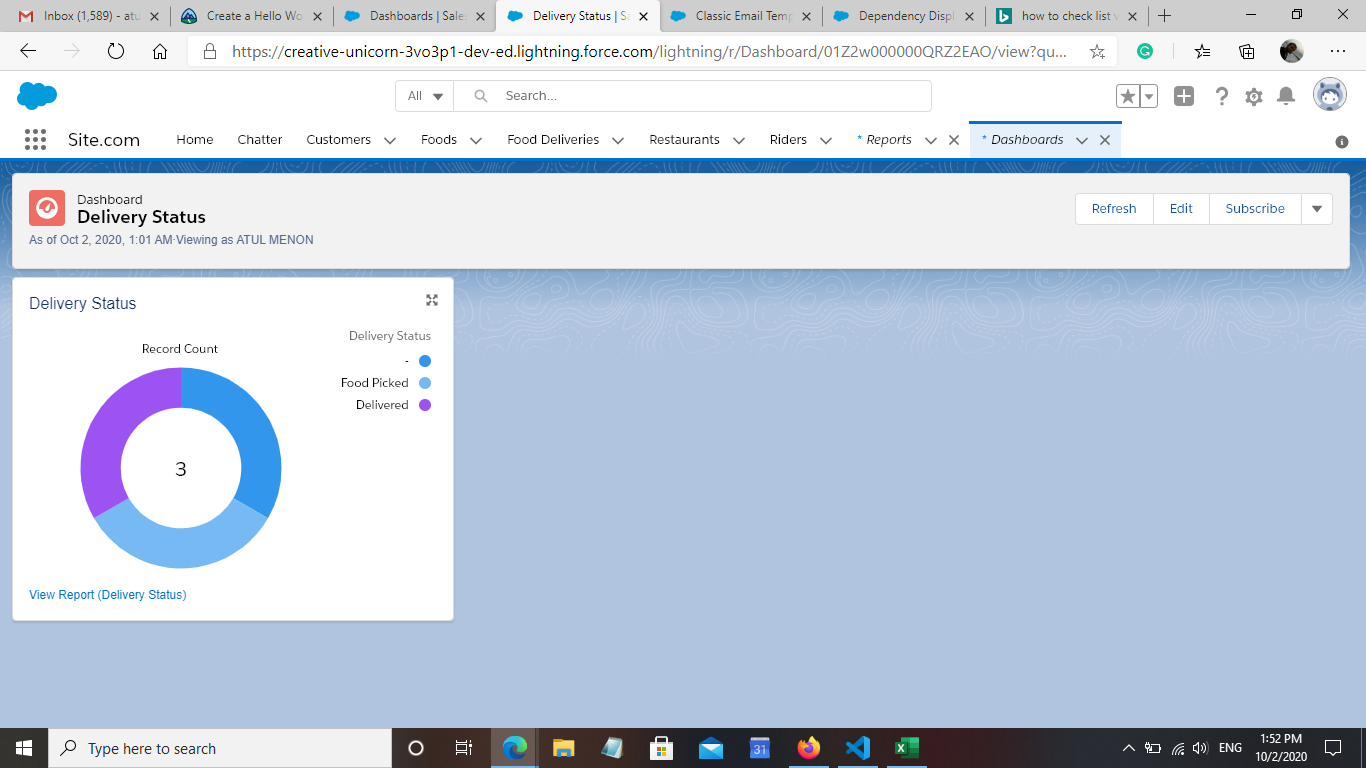 Inbox (1,589) - atu
Create a Hello Wo
Dashboards | Sales
Delivery Status | Sa
Classic Email Temp
Dependency Displ
how to check list v
https://creative-unicorn-3vo3p1-dev-ed.lightning.force.com/lightning/r/Dashboard/01Z2w000000QRZ2EAO/view?qu...
All
Search...
Site.com
Home
Chatter
Customers
Foods
Food Deliveries
Restaurants
Riders
* Reports
* Dashboards
Dashboard
Delivery Status
As of Oct 2, 2020, 1:01 AM·Viewing as ATUL MENON
Refresh
Edit
Subscribe
Delivery Status
Delivery Status
Record Count
-
Food Picked
Delivered
3
View Report (Delivery Status)
Type here to search
31
ENG
1:52 PM
10/2/2020